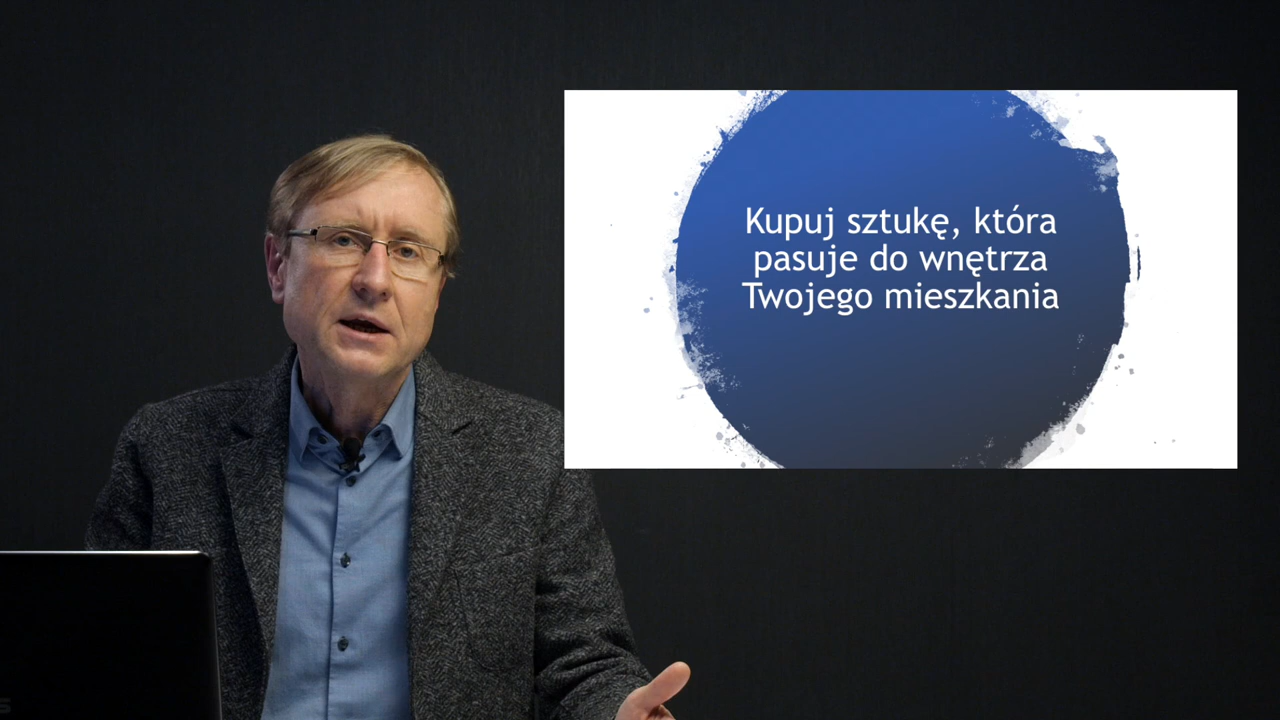 Kupuj sztukę, która
pasuje do wnętrza
Twojego mieszkania